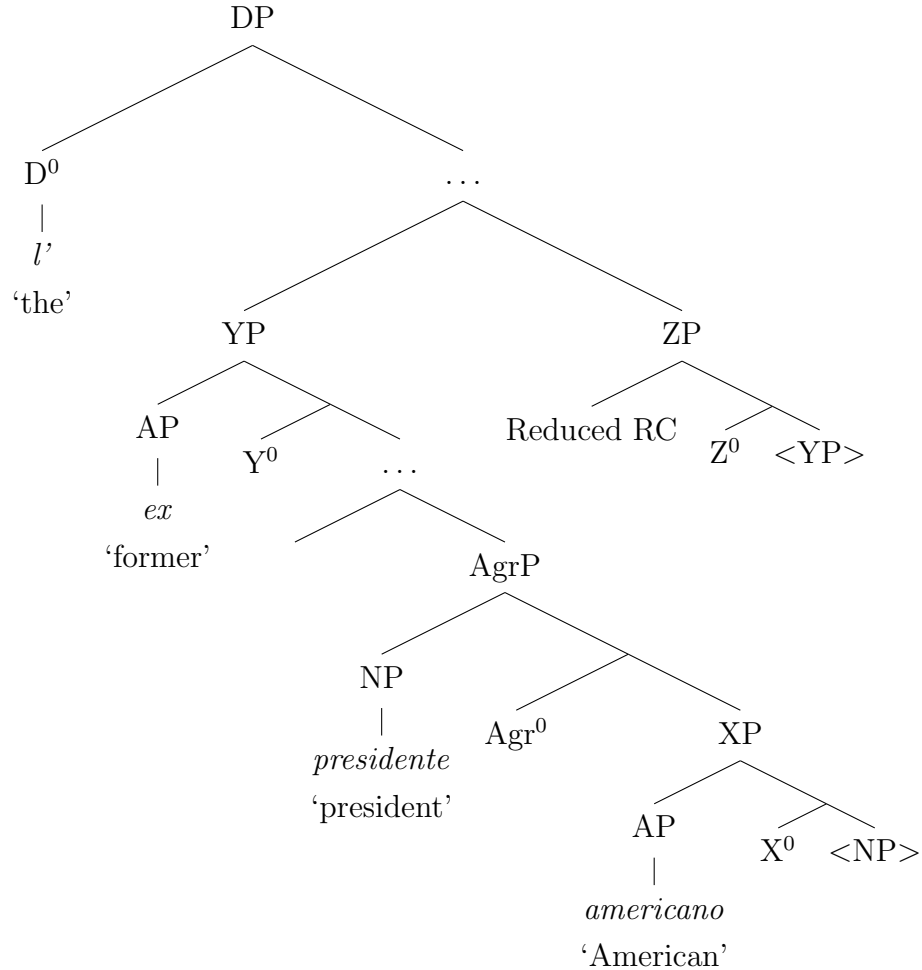 DP
D⁰
l’
‘the’
…
YP
ZP
AP
ex
‘former’
Y⁰
…
Reduced RC
Z⁰
<YP>
AgrP
NP
presidente
‘president’
Agr⁰
XP
AP
americano
‘American’
X⁰
<NP>